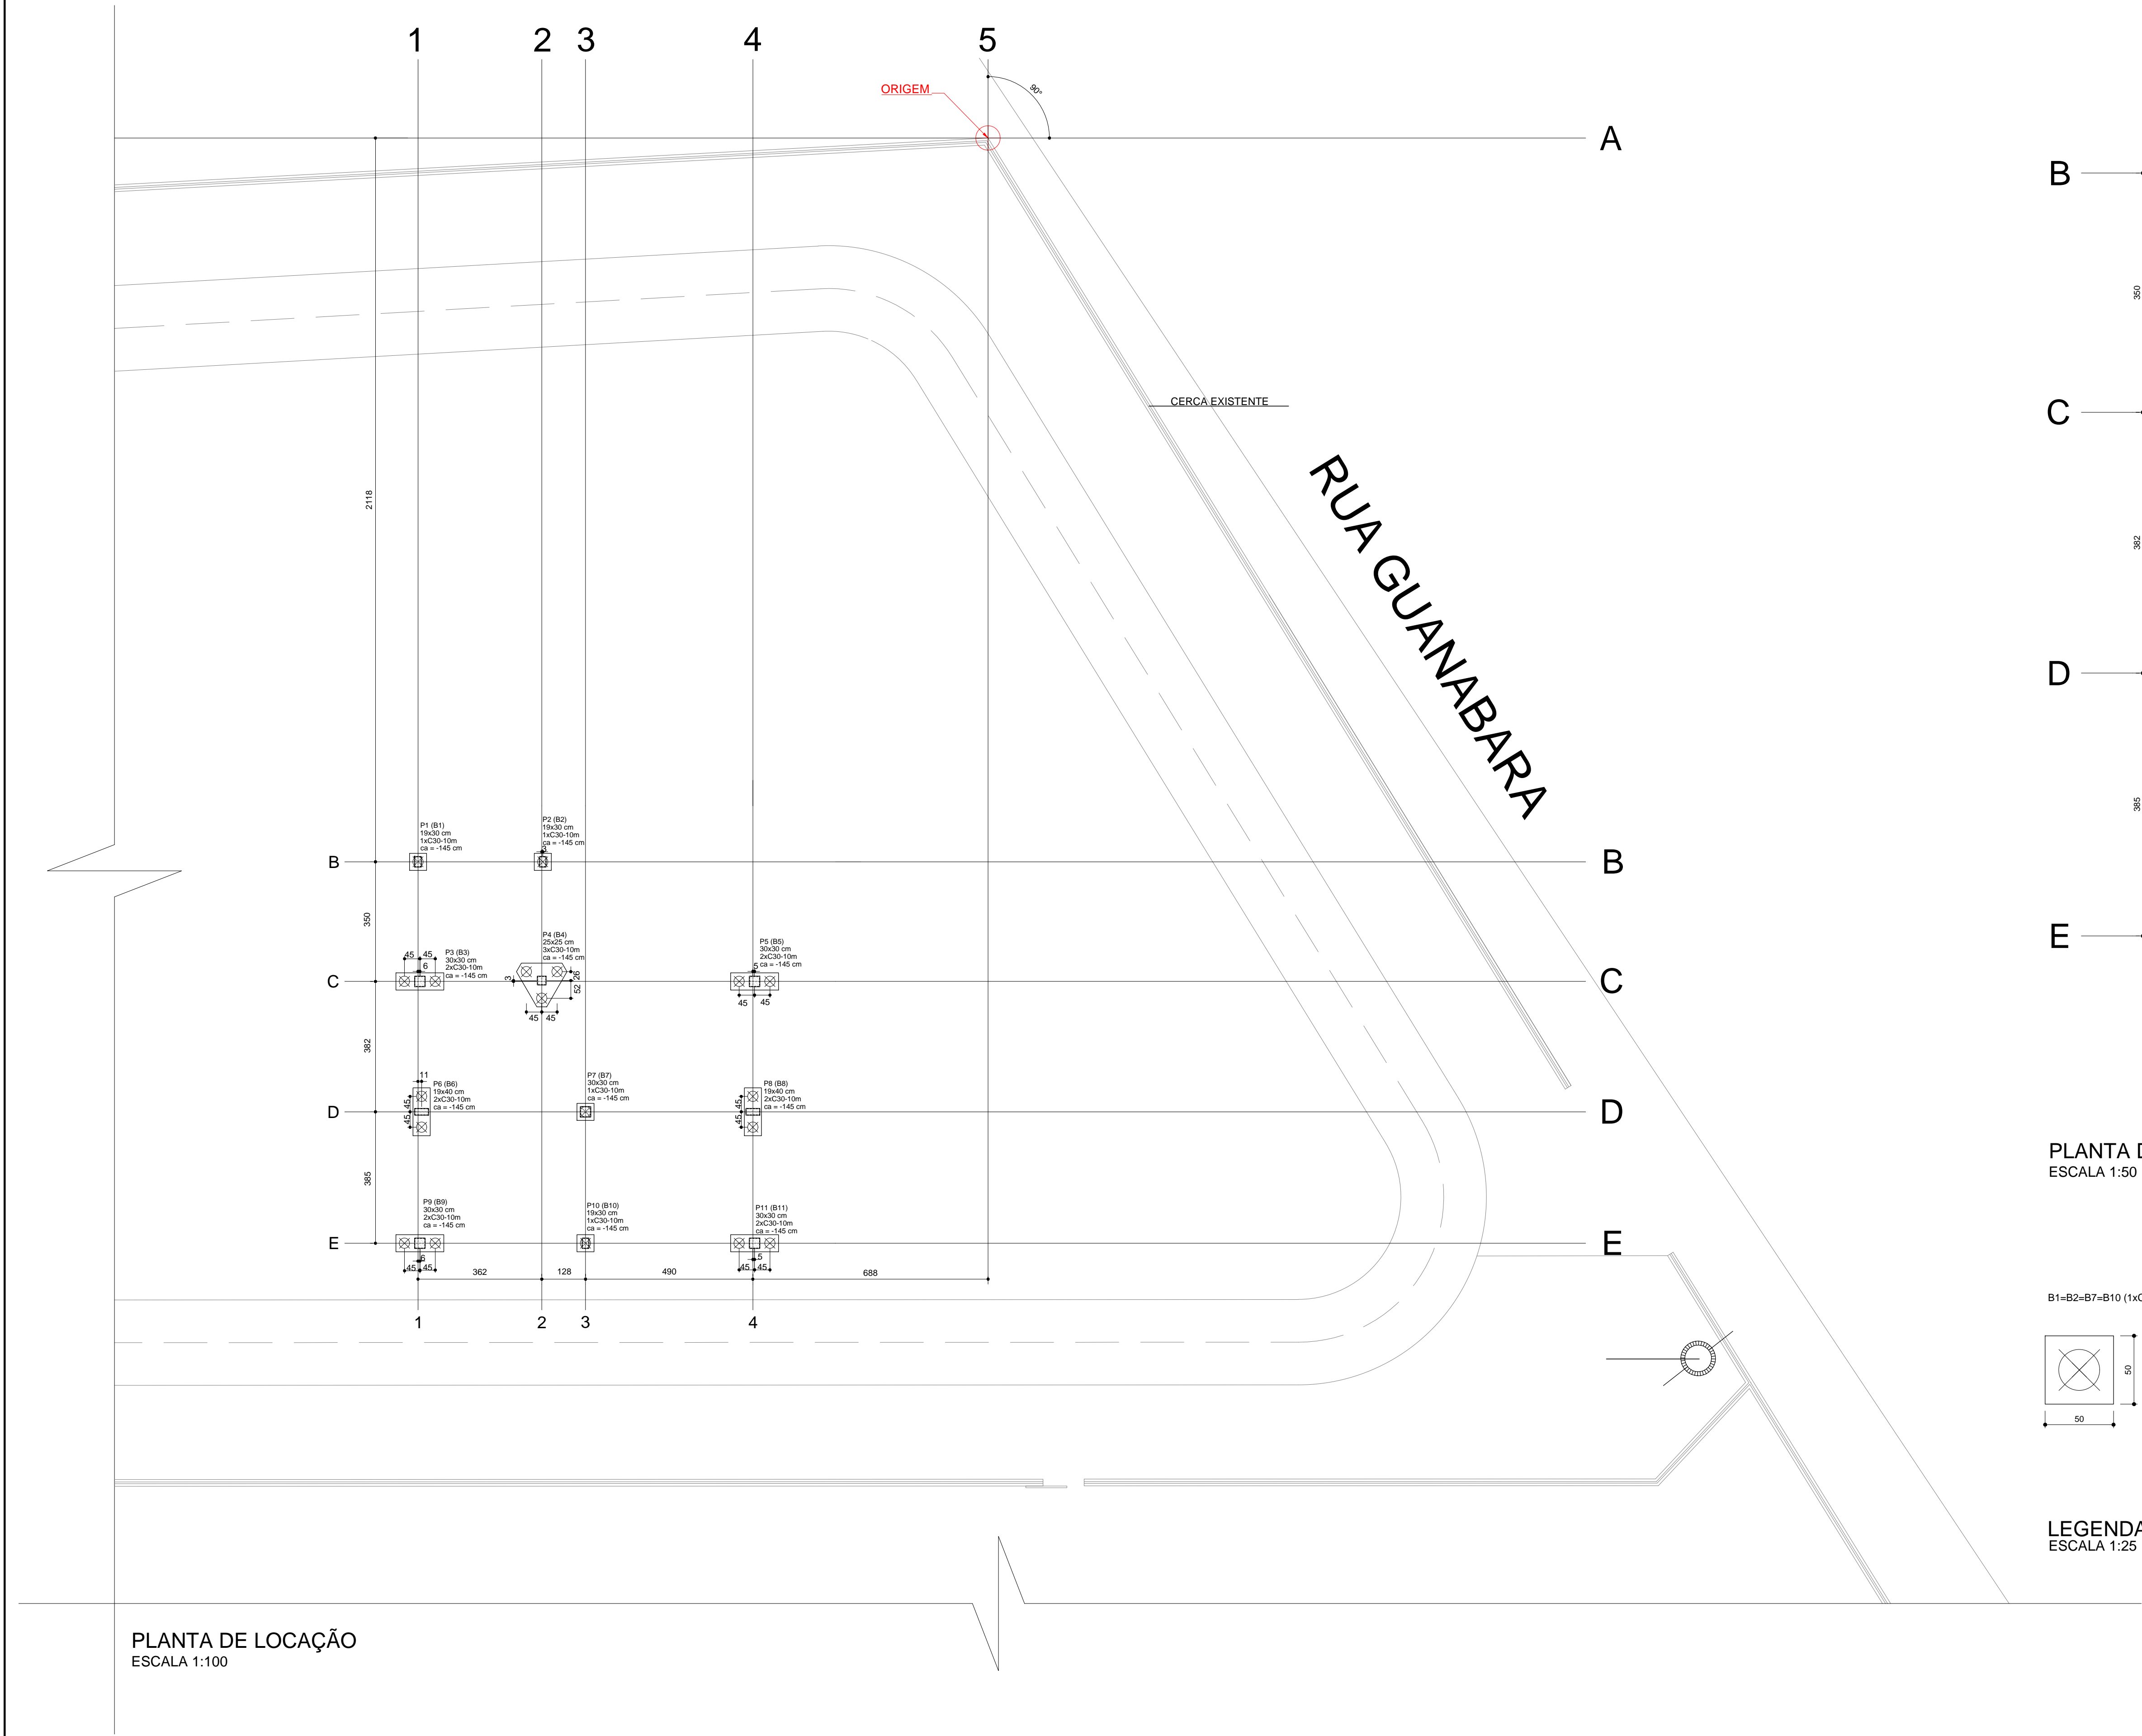 1
2
3
4
5
ORIGEM
90°
A
CERCA EXISTENTE
RUA GUANABARA
2118
P1 (B1)
19x30 cm
1xC30-10m
ca = -145 cm
P2 (B2)
19x30 cm
1xC30-10m
ca = -145 cm
3
B
B
350
P3 (B3)
30x30 cm
2xC30-10m
ca = -145 cm
45
45
6
P4 (B4)
25x25 cm
3xC30-10m
ca = -145 cm
3
26
52
45
45
P5 (B5)
30x30 cm
2xC30-10m
ca = -145 cm
5
45
45
C
C
382
11
P6 (B6)
19x40 cm
2xC30-10m
ca = -145 cm
45
45
P7 (B7)
30x30 cm
1xC30-10m
ca = -145 cm
P8 (B8)
19x40 cm
2xC30-10m
ca = -145 cm
45
45
D
D
385
P9 (B9)
30x30 cm
2xC30-10m
ca = -145 cm
P10 (B10)
19x30 cm
1xC30-10m
ca = -145 cm
P11 (B11)
30x30 cm
2xC30-10m
ca = -145 cm
E
E
6
45
45
5
45
45
362
128
490
688
1
2
3
4
PLANTA DE LOCAÇÃO
ESCALA 1:100
B
350
C
382
D
385
E
PLANTA D
ESCALA 1:50
B1=B2=B7=B10 (1xC
50
50
LEGENDA
ESCALA 1:25